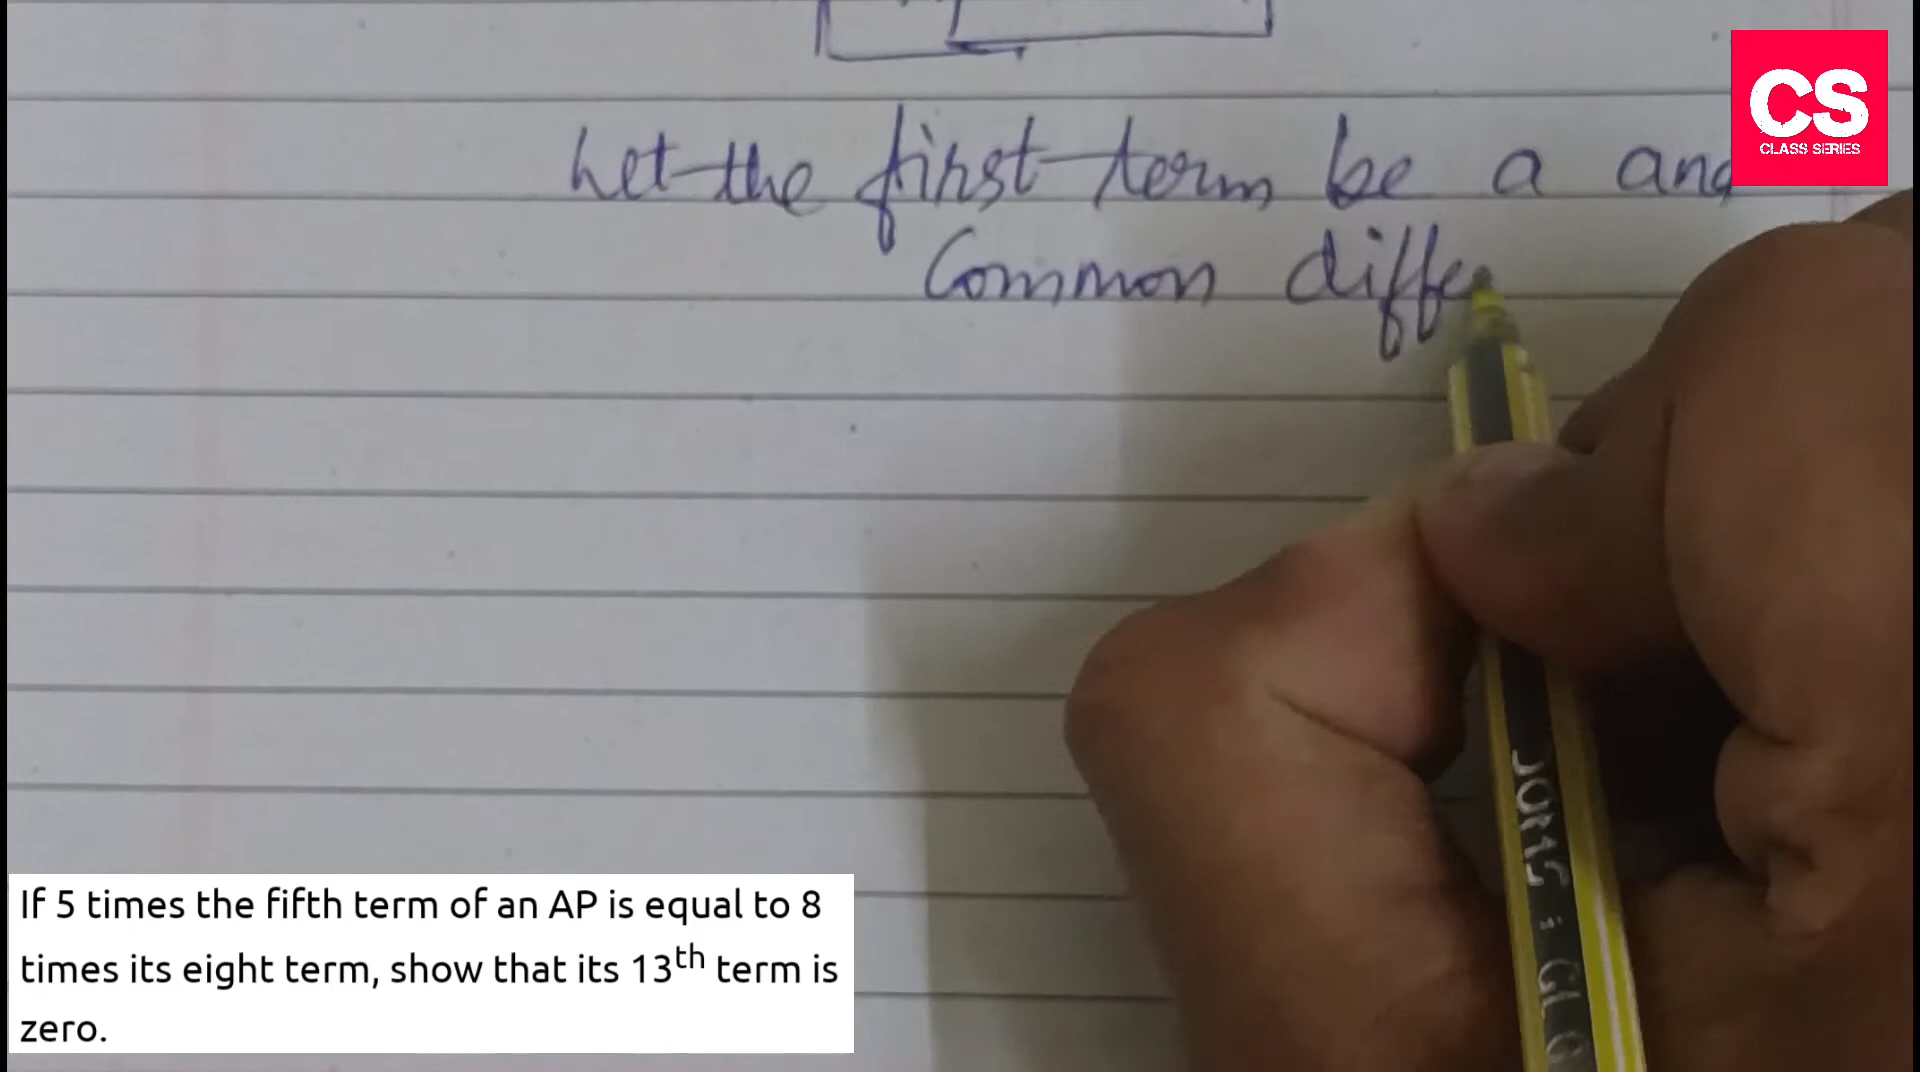 Let the first term be a and
Common diffe
CS
CLASS SERIES
If 5 times the fifth term of an AP is equal to 8
times its eight term, show that its 13th term is
zero.